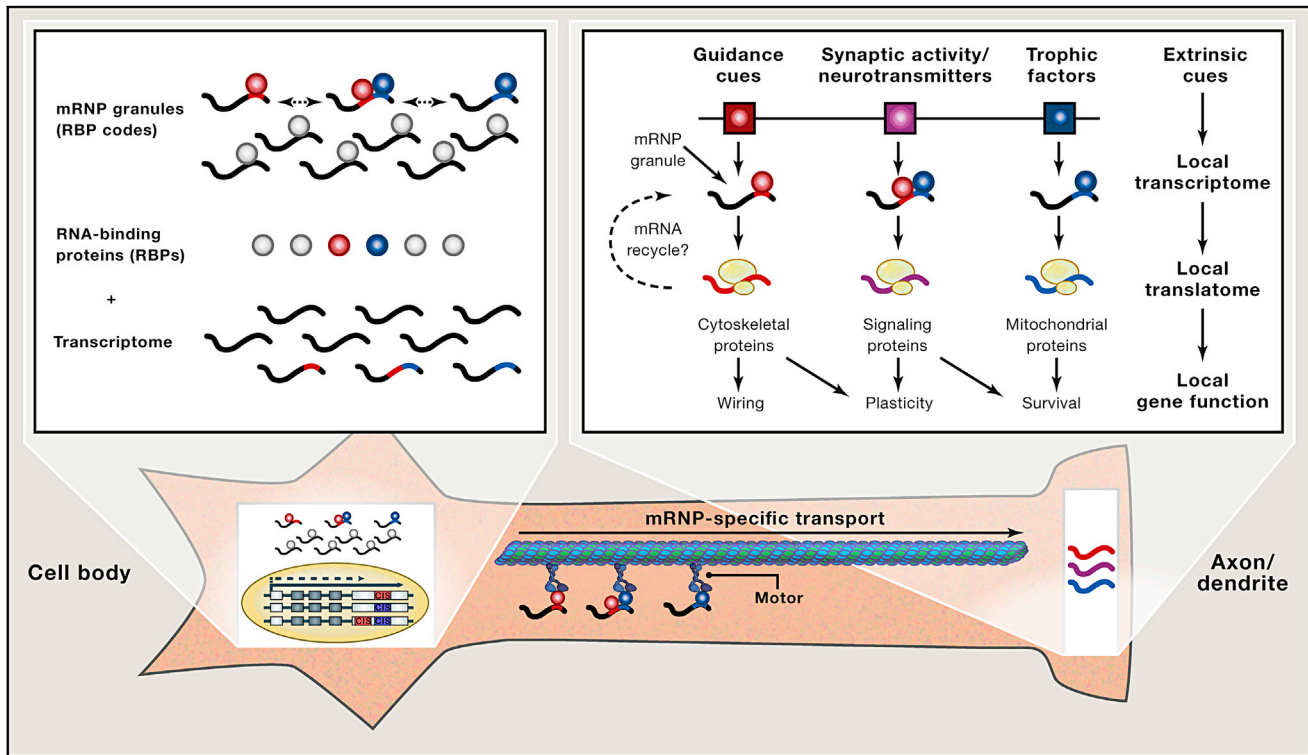 mRNP granules
(RBP codes)
RNA-binding
proteins (RBPs)
+
Transcriptome
Guidance
cues
Synaptic activity/
neurotransmitters
Trophic
factors
Extrinsic
cues
mRNP
granule
mRNA
recycle?
Local
transcriptome
Local
translatome
Cytoskeletal
proteins
Signaling
proteins
Mitochondrial
proteins
Wiring
Plasticity
Survival
Local
gene function
Cell body
CIS
CIS
CIS CIS
mRNP-specific transport
Motor
Axon/
dendrite